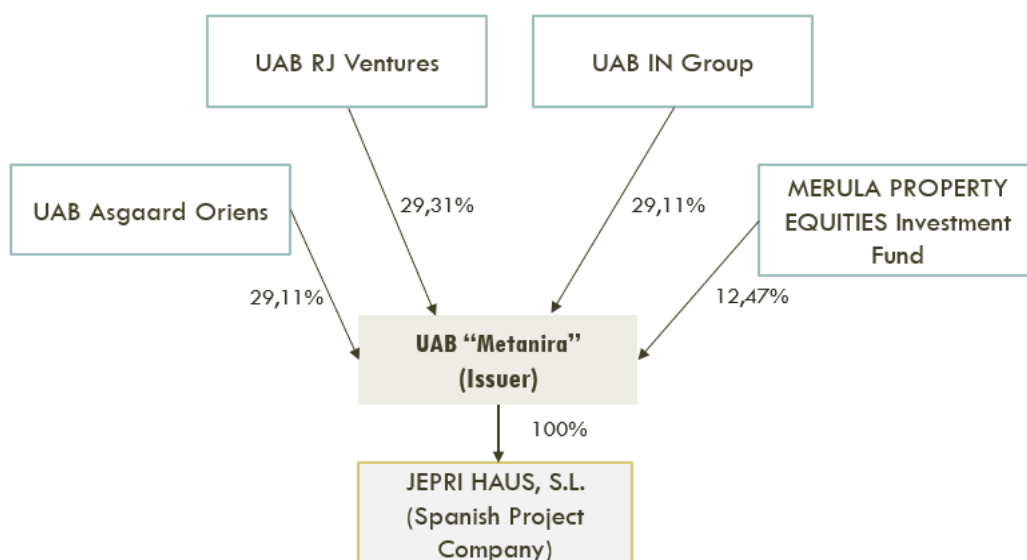 UAB RJ Ventures
UAB IN Group
UAB Asgaard Oriens
MERULA PROPERTY
EQUITIES Investment
Fund
29,31%
29,11%
29,11%
12,47%
UAB “Metanira”
(Issuer)
100%
JEPRI HAUS, S.L.
(Spanish Project
Company)